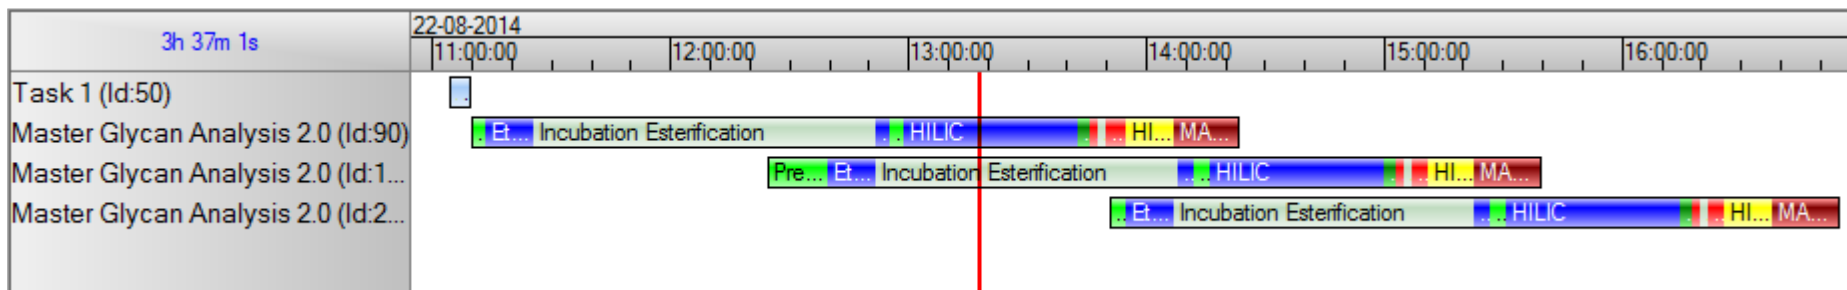 22-08-2014
3h 37m 1s
11:00:00 12:00:00 13:00:00 14:00:00 15:00:00 16:00:00
Task 1 (Id:50)
Master Glycan Analysis 2.0 (Id:90) . Et... Incubation Esterification .. . HILIC . .. HI... MA...
Master Glycan Analysis 2.0 (Id:1... Pre... Et... Incubation Esterification .. .. HILIC . .. HI... MA...
Master Glycan Analysis 2.0 (Id:2... .. Et... Incubation Esterification .. .. HILIC . .. HI... MA...